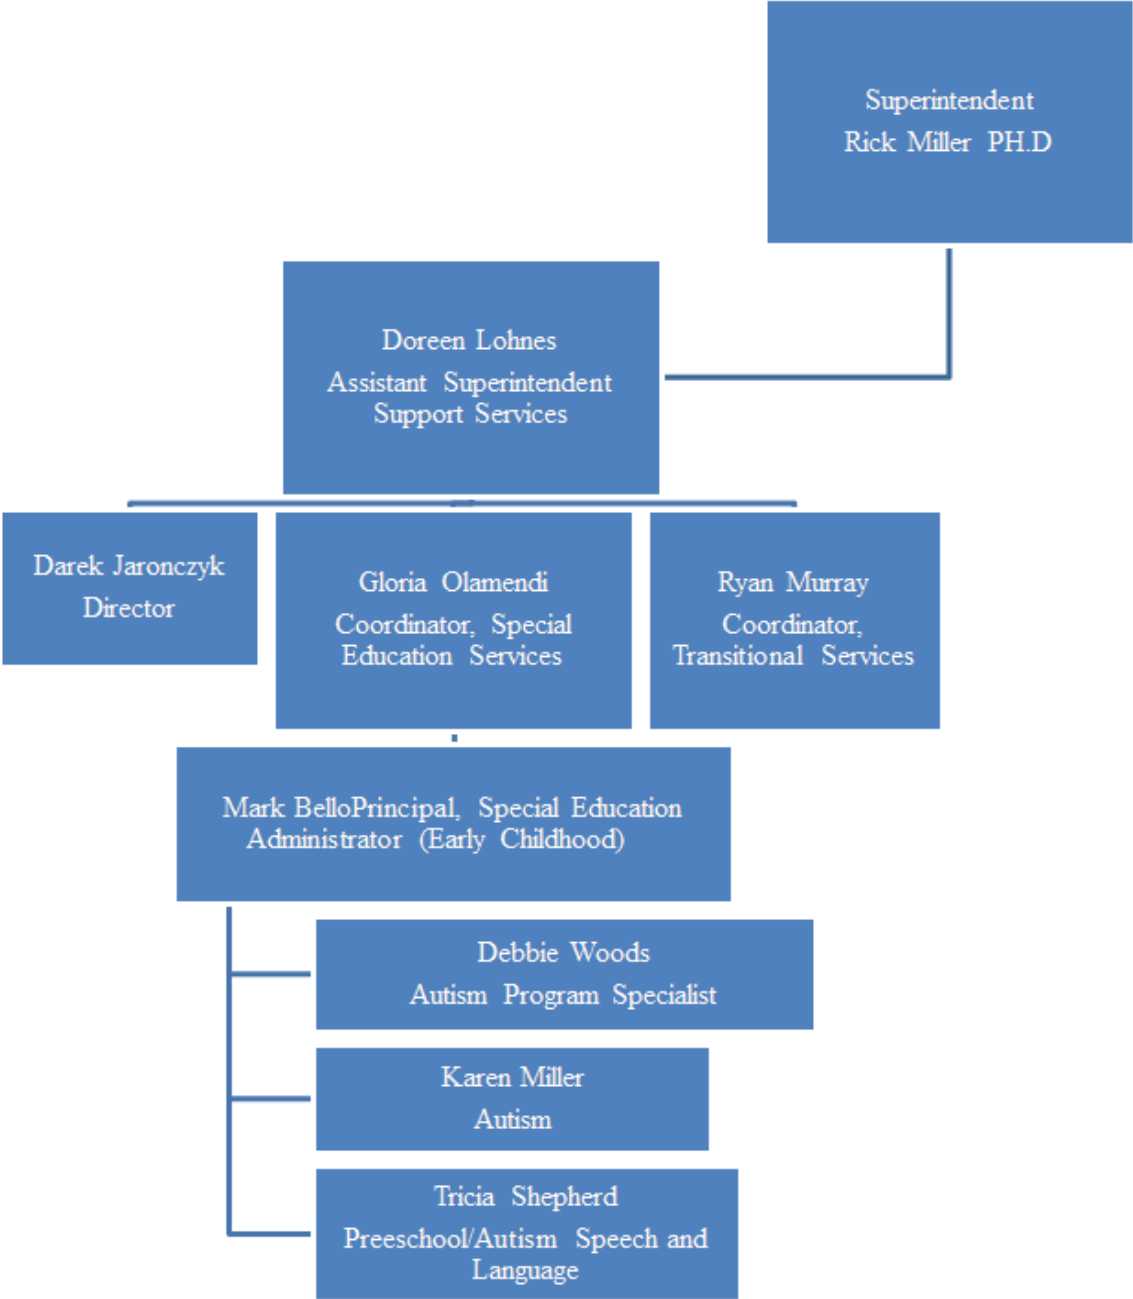 Superintendent
Rick Miller PH.D
Doreen Lohnes
Assistant Superintendent
Support Services
Darek Jaronczyk
Director
Gloria Olamendi
Coordinator, Special
Education Services
Ryan Murray
Coordinator,
Transitional Services
Mark BelloPrincipal, Special Education
Administrator (Early Childhood)
Debbie Woods
Autism Program Specialist
Karen Miller
Autism
Tricia Shepherd
Preeschool/Autism Speech and
Language